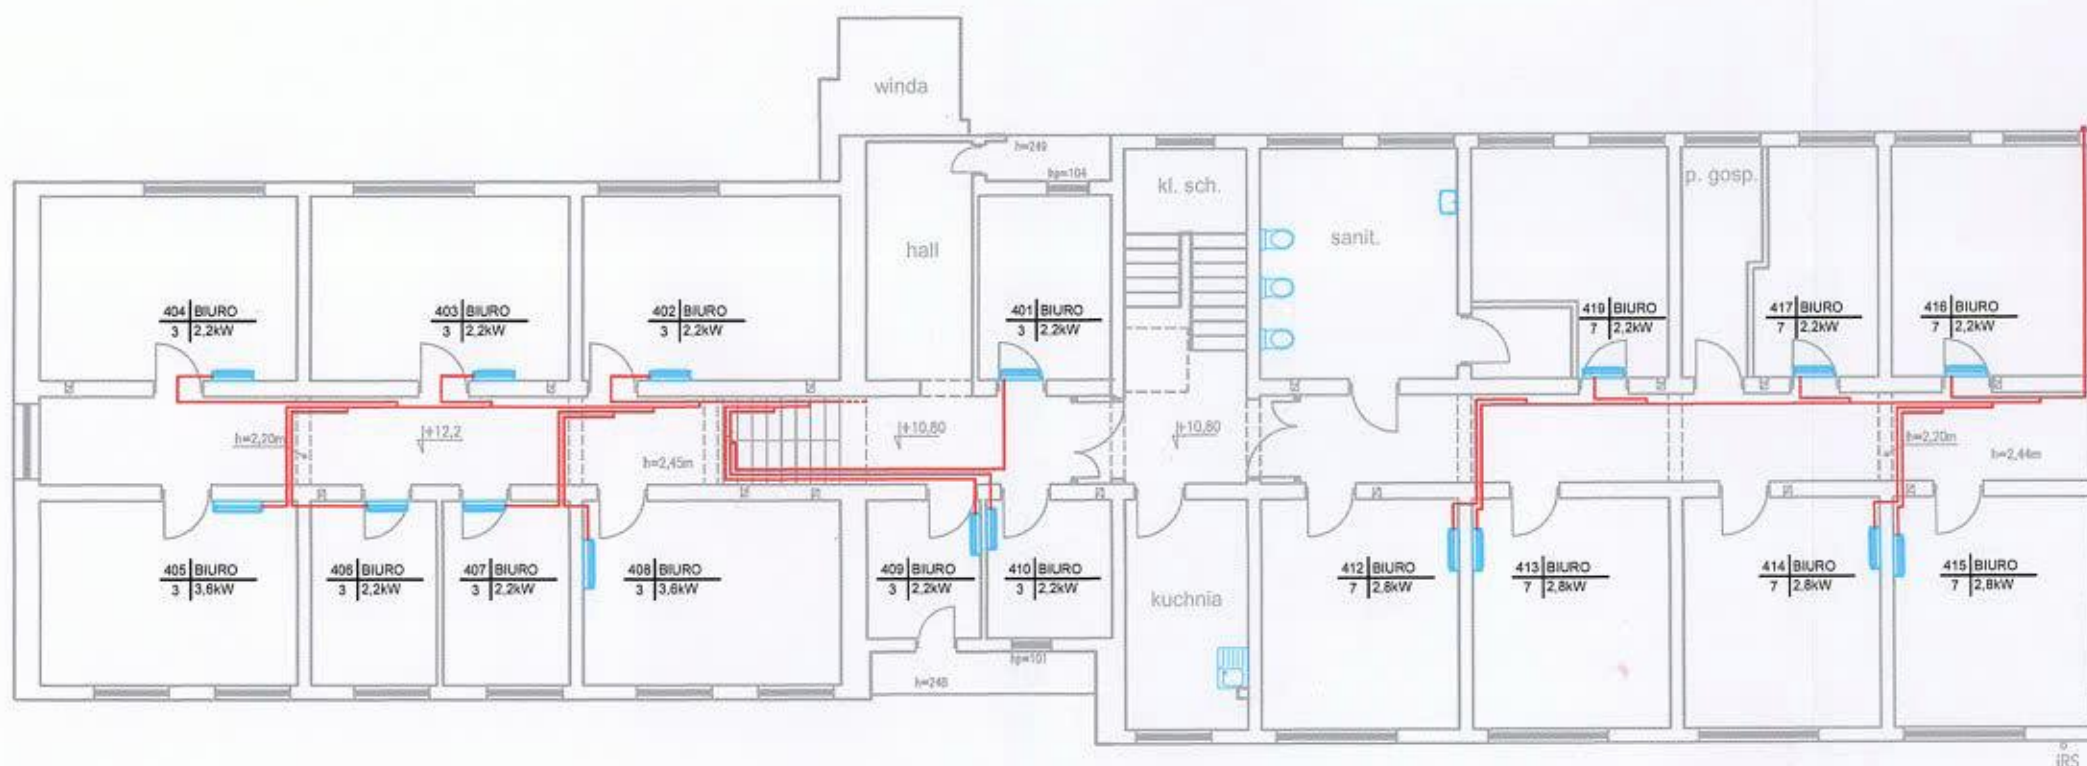 winda
h=249
hp=104
kl. sch.
p. gosp.
hall
sanit.
404 BIURO
3 2,2kW
403 BIURO
3 2,2kW
402 BIURO
3 2,2kW
401 BIURO
3 2,2kW
419 BIURO
7 2,2kW
417 BIURO
7 2,2kW
416 BIURO
7 2,2kW
h=2,20m
+12,2
h=2,45m
+10,80
+10,80
h=2,20m
h=2,44m
405 BIURO
3 3,6kW
406 BIURO
3 2,2kW
407 BIURO
3 2,2kW
408 BIURO
3 3,6kW
409 BIURO
3 2,2kW
410 BIURO
3 2,2kW
kuchnia
412 BIURO
7 2,8kW
413 BIURO
7 2,8kW
414 BIURO
7 2,8kW
415 BIURO
7 2,8kW
hp=101
h=248
iRS